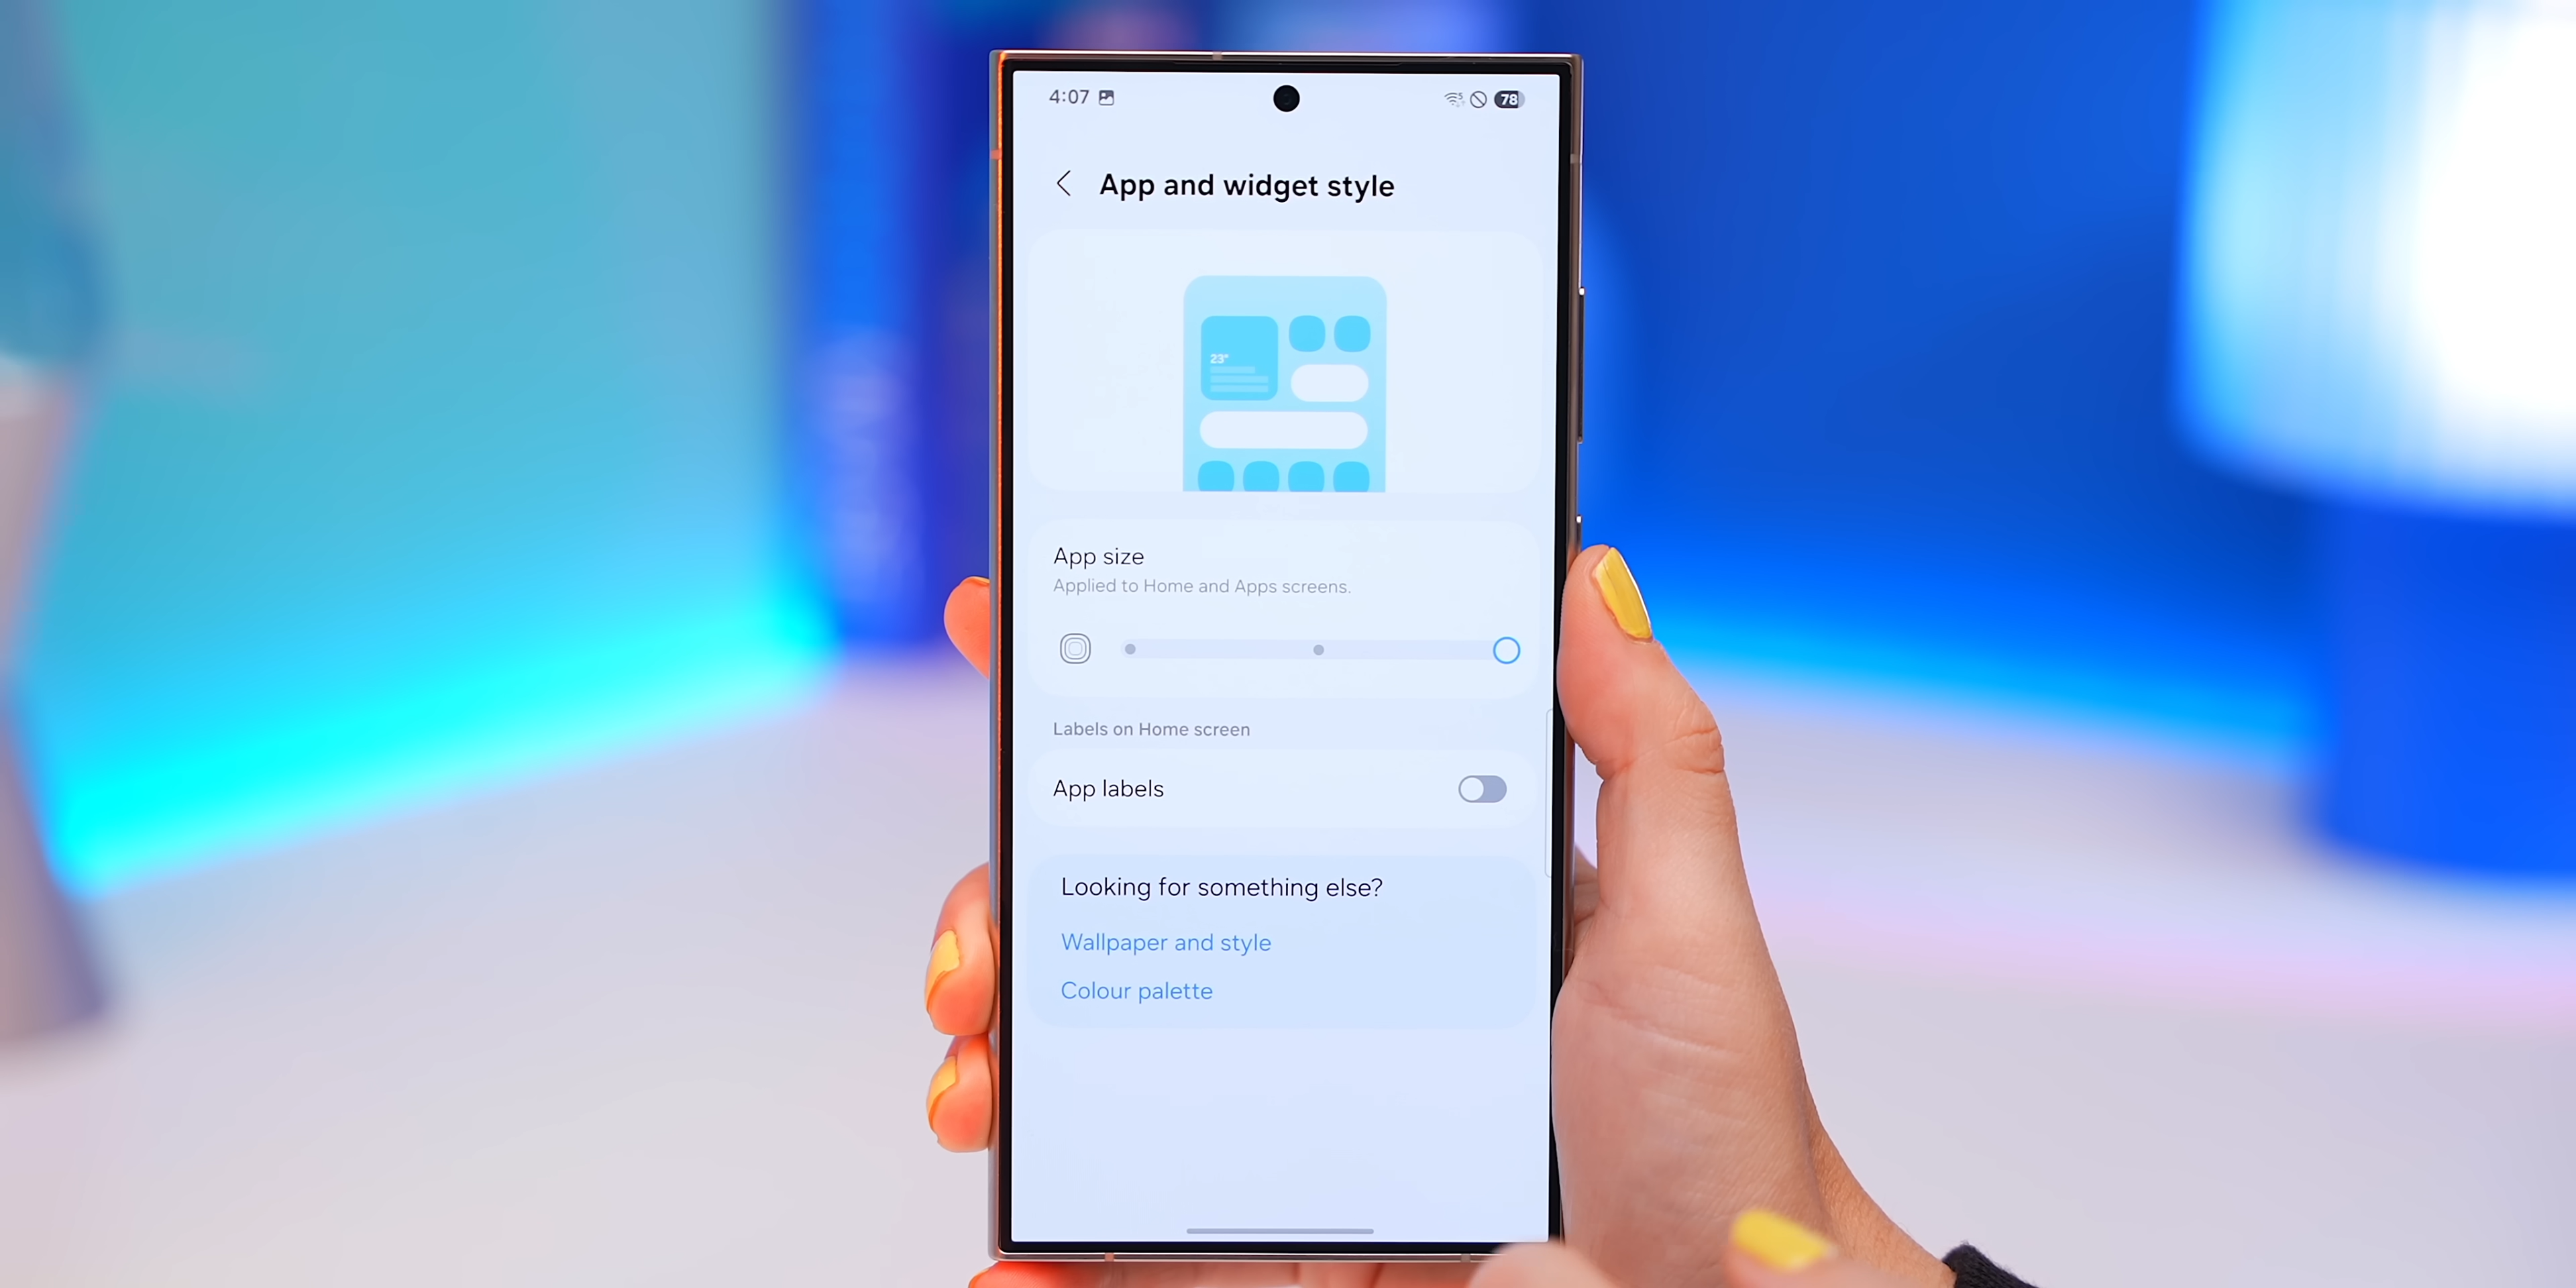 4:07
5
78
App and widget style
23°
App size
Applied to Home and Apps screens.
Labels on Home screen
App labels
Looking for something else?
Wallpaper and style
Colour palette